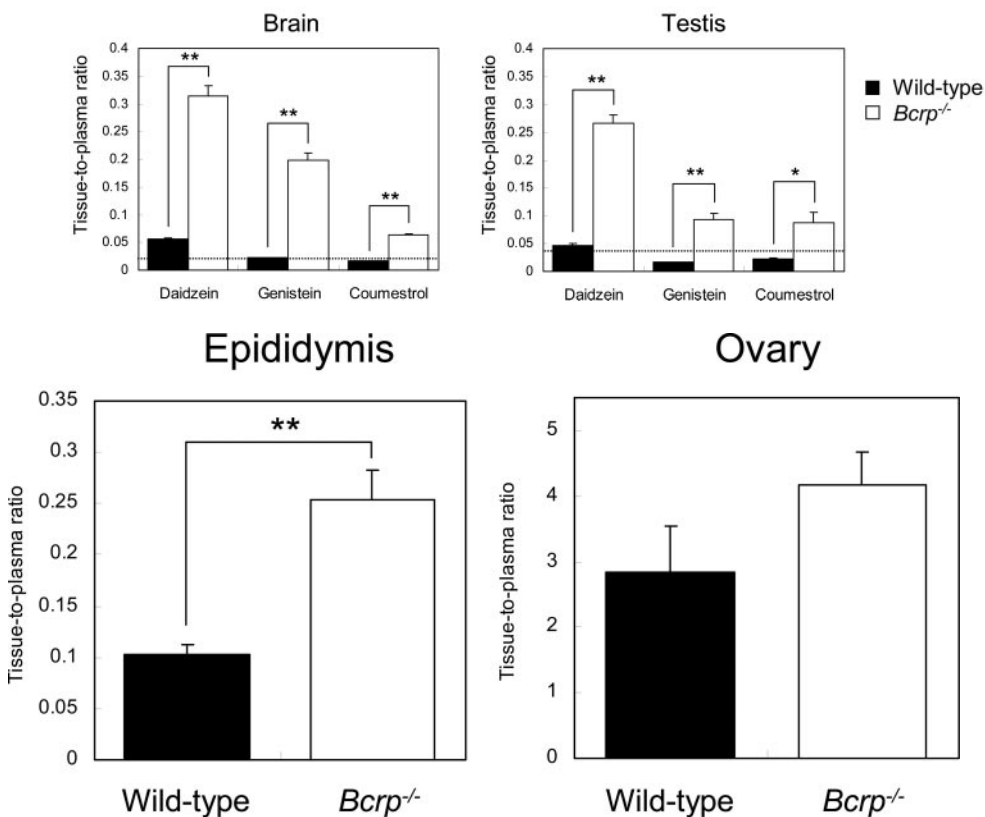 Brain
Tissue-to-plasma ratio
0.4
0.35
0.3
0.25
0.2
0.15
0.1
0.05
0
**
**
**
Daidzein Genistein Coumestrol
Testis
Tissue-to-plasma ratio
0.4
0.35
0.3
0.25
0.2
0.15
0.1
0.05
0
**
**
*
Daidzein Genistein Coumestrol
Wild-type
Bcrp-/-
Epididymis
Tissue-to-plasma ratio
0.35
0.3
0.25
0.2
0.15
0.1
0.05
0
**
Wild-type Bcrp-/-
Ovary
Tissue-to-plasma ratio
5
4
3
2
1
0
Wild-type Bcrp-/-